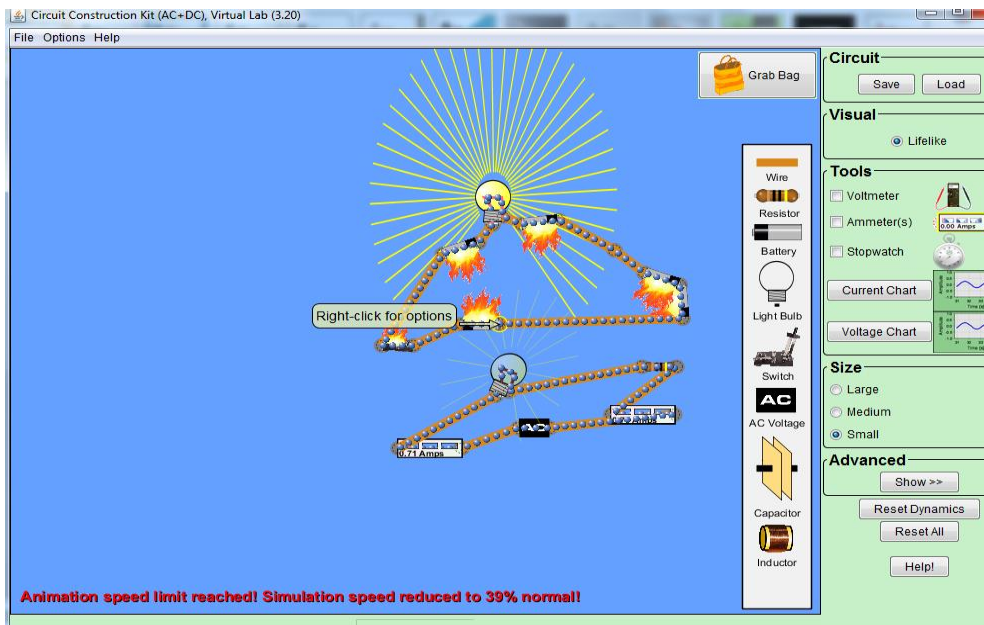 Circuit Construction Kit (AC+DC), Virtual Lab (3.20)
File Options Help
Grab Bag
Wire
Resistor
Battery
Light Bulb
Switch
AC
AC Voltage
Capacitor
Inductor
Right-click for options
AC
0.71 Amps
Animation speed limit reached! Simulation speed reduced to 39% normal!
Circuit
Save Load
Visual
Lifelike
Tools
Voltmeter
Ammeter(s)
0.00 Amps
Stopwatch
Current Chart
Voltage Chart
Size
Large
Medium
Small
Advanced
Show >>
Reset Dynamics
Reset All
Help!